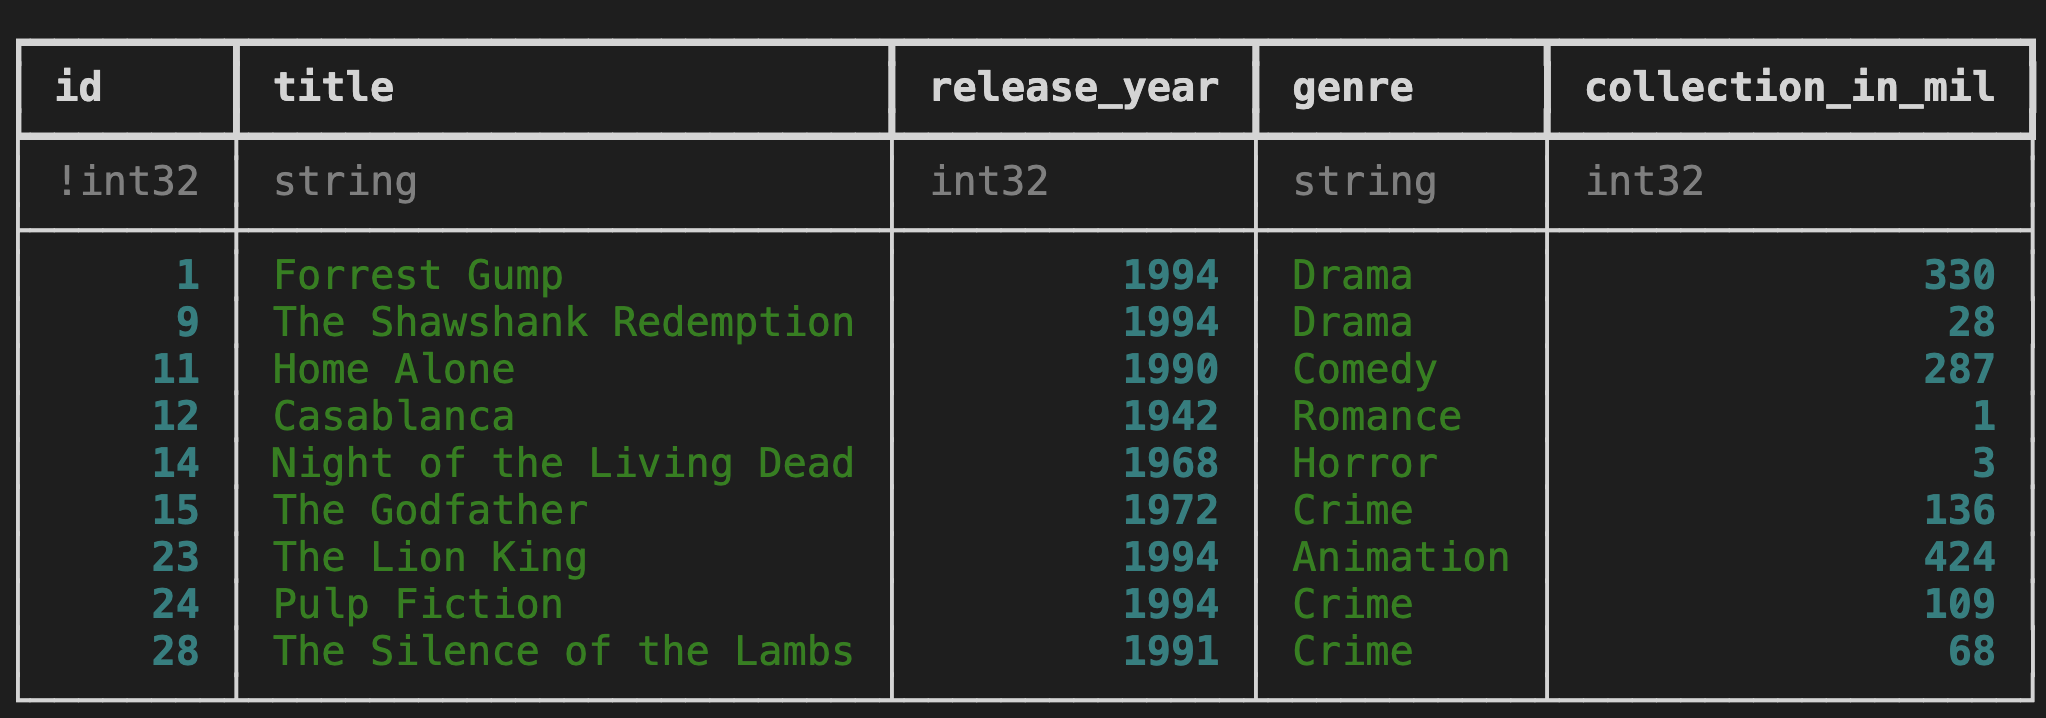 id title release_year genre collection_in_mil
!int32 string int32 string int32
1 Forrest Gump 1994 Drama 330
9 The Shawshank Redemption 1994 Drama 28
11 Home Alone 1990 Comedy 287
12 Casablanca 1942 Romance 1
14 Night of the Living Dead 1968 Horror 3
15 The Godfather 1972 Crime 136
23 The Lion King 1994 Animation 424
24 Pulp Fiction 1994 Crime 109
28 The Silence of the Lambs 1991 Crime 68